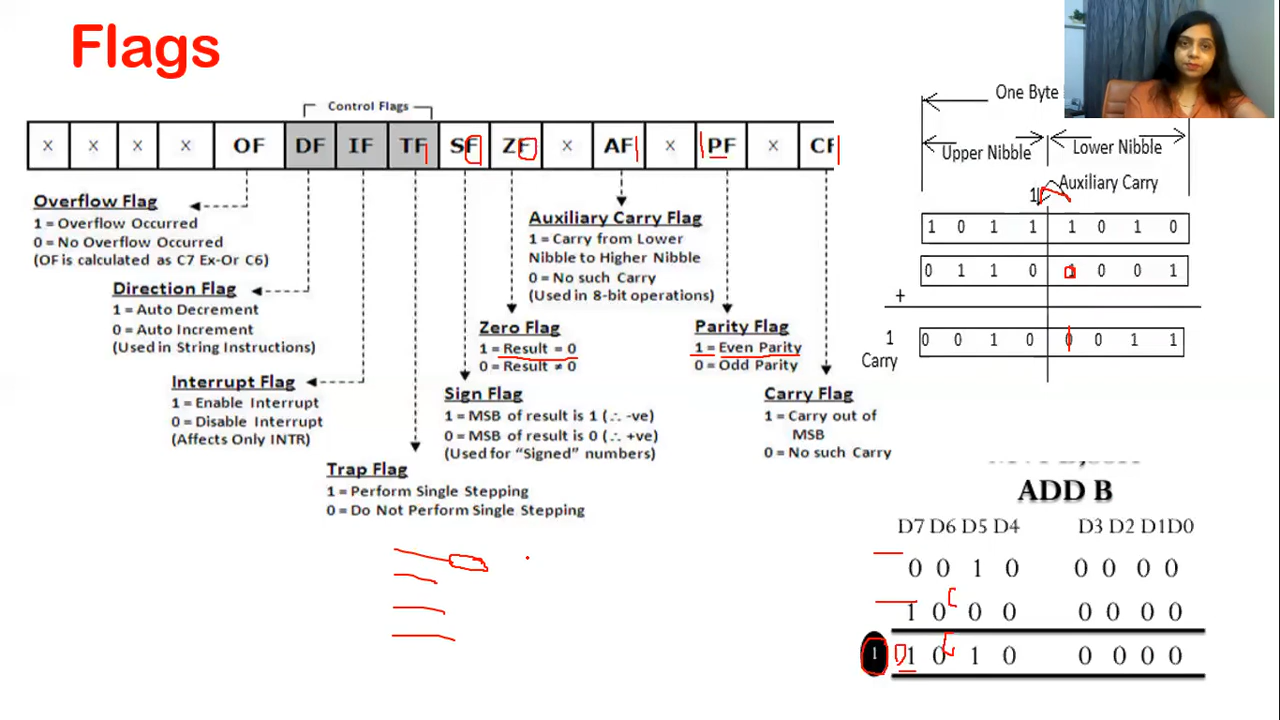 Flags
Control Flags
X X X X OF DF IF TF SF ZF X AF X PF X CF
Overflow Flag
1 = Overflow Occurred
0 = No Overflow Occurred
(OF is calculated as C7 Ex-Or C6)
Direction Flag
1 = Auto Decrement
0 = Auto Increment
(Used in String Instructions)
Interrupt Flag
1 = Enable Interrupt
0 = Disable Interrupt
(Affects Only INTR)
Trap Flag
1 = Perform Single Stepping
0 = Do Not Perform Single Stepping
Sign Flag
1 = MSB of result is 1 (∴ -ve)
0 = MSB of result is 0 (∴ +ve)
(Used for “Signed” numbers)
Zero Flag
1 = Result = 0
0 = Result ≠ 0
Auxiliary Carry Flag
1 = Carry from Lower
Nibble to Higher Nibble
0 = No such Carry
(Used in 8-bit operations)
Parity Flag
1 = Even Parity
0 = Odd Parity
Carry Flag
1 = Carry out of
MSB
0 = No such Carry
One Byte
Upper Nibble Lower Nibble
Auxiliary Carry
1
1 0 1 1 1 0 1 0
0 1 1 0 1 0 0 1
+
1 0 0 1 0 0 0 1 1
Carry
ADD B
D7 D6 D5 D4 D3 D2 D1 D0
0 0 1 0 0 0 0 0
1 0 0 0 0 0 0 0
1 1 0 1 0 0 0 0 0